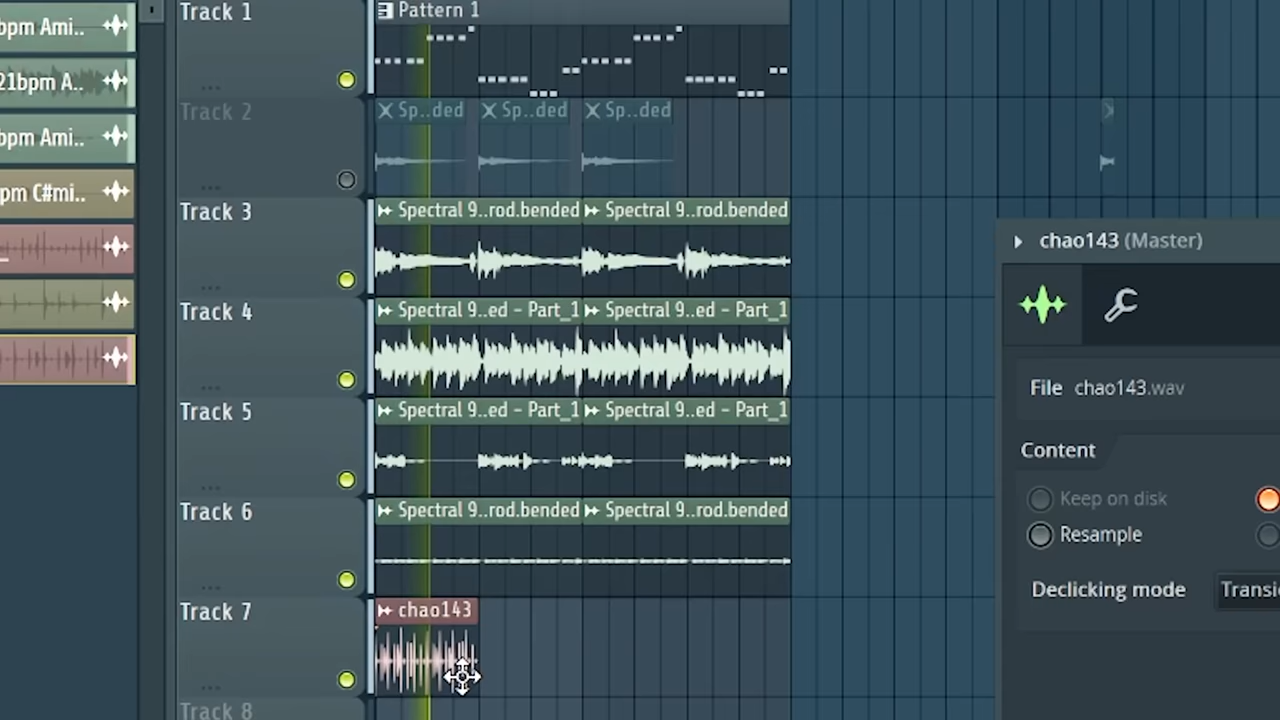 bpm Ami..
21bpm A..
bpm Ami..
pm C#mi..
Track 1
Pattern 1
Track 2
Sp..ded
Sp..ded
Sp..ded
Track 3
Spectral 9..rod.bended
Spectral 9..rod.bended
Track 4
Spectral 9..ed - Part_1
Spectral 9..ed - Part_1
Track 5
Spectral 9..ed - Part_1
Spectral 9..ed - Part_1
Track 6
Spectral 9..rod.bended
Spectral 9..rod.bended
Track 7
chao143
Track 8
chao143 (Master)
File chao143.wav
Content
Keep on disk
Resample
Declicking mode
Transi